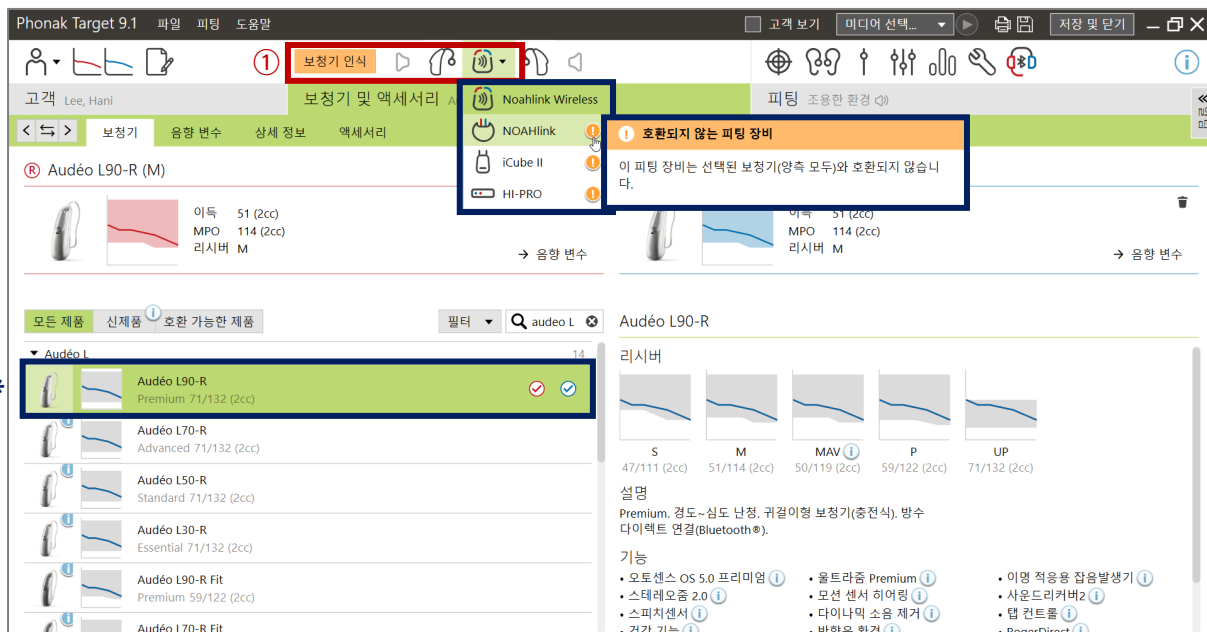 Phonak Target 9.1 파일 피팅 도움말 고객 보기 미디어 선택... 저장 및 닫기
① 보청기 인식
고객 Lee, Hani 보청기 및 액세서리 피팅 조용한 환경
보청기 음향 변수 상세 정보 액세서리
Noahlink Wireless
NOAHlink
iCube II
HI-PRO
호환되지 않는 피팅 장비
이 피팅 장비는 선택된 보청기(양측 모두)와 호환되지 않습니
다.
R Audéo L90-R (M)
이득 51 (2cc)
MPO 114 (2cc)
리시버 M
→ 음향 변수
이득 51 (2cc)
MPO 114 (2cc)
리시버 M
→ 음향 변수
모든 제품 신제품 호환 가능한 제품 필터 audeo L
Audéo L 14
Audéo L90-R
Premium 71/132 (2cc)
Audéo L70-R
Advanced 71/132 (2cc)
Audéo L50-R
Standard 71/132 (2cc)
Audéo L30-R
Essential 71/132 (2cc)
Audéo L90-R Fit
Premium 59/122 (2cc)
Audéo L70-R Fit
Audéo L90-R
리시버
S M MAV P UP
47/111 (2cc) 51/114 (2cc) 50/119 (2cc) 59/122 (2cc) 71/132 (2cc)
설명
Premium. 경도~심도 난청. 귀걸이형 보청기(충전식). 방수
다이렉트 연결(Bluetooth®).
기능
• 오토센스 OS 5.0 프리미엄 • 울트라줌 Premium • 이명 적응용 잡음발생기
• 스테레오줌 2.0 • 모션 센서 히어링 • 사운드리커버2
• 스피치센서 • 다이나믹 소음 제거 • 탭 컨트롤
• 건강 기능 • 반향음 환경 • RogerDirect